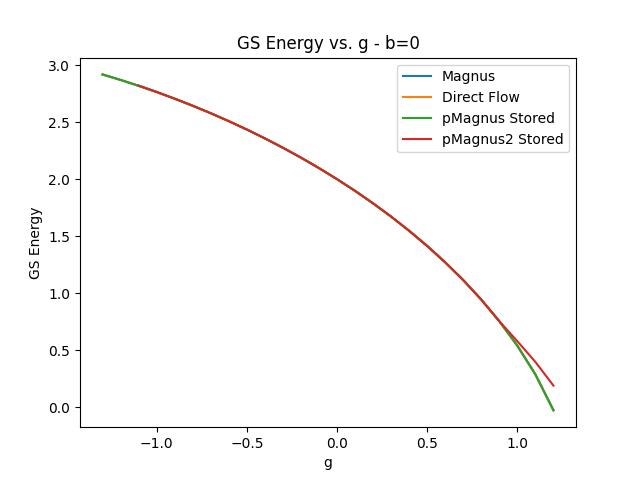 GS Energy vs. g - b=0
Magnus
Direct Flow
pMagnus Stored
pMagnus2 Stored
GS Energy
3.0
2.5
2.0
1.5
1.0
0.5
0.0
−1.0
−0.5
0.0
0.5
1.0
g